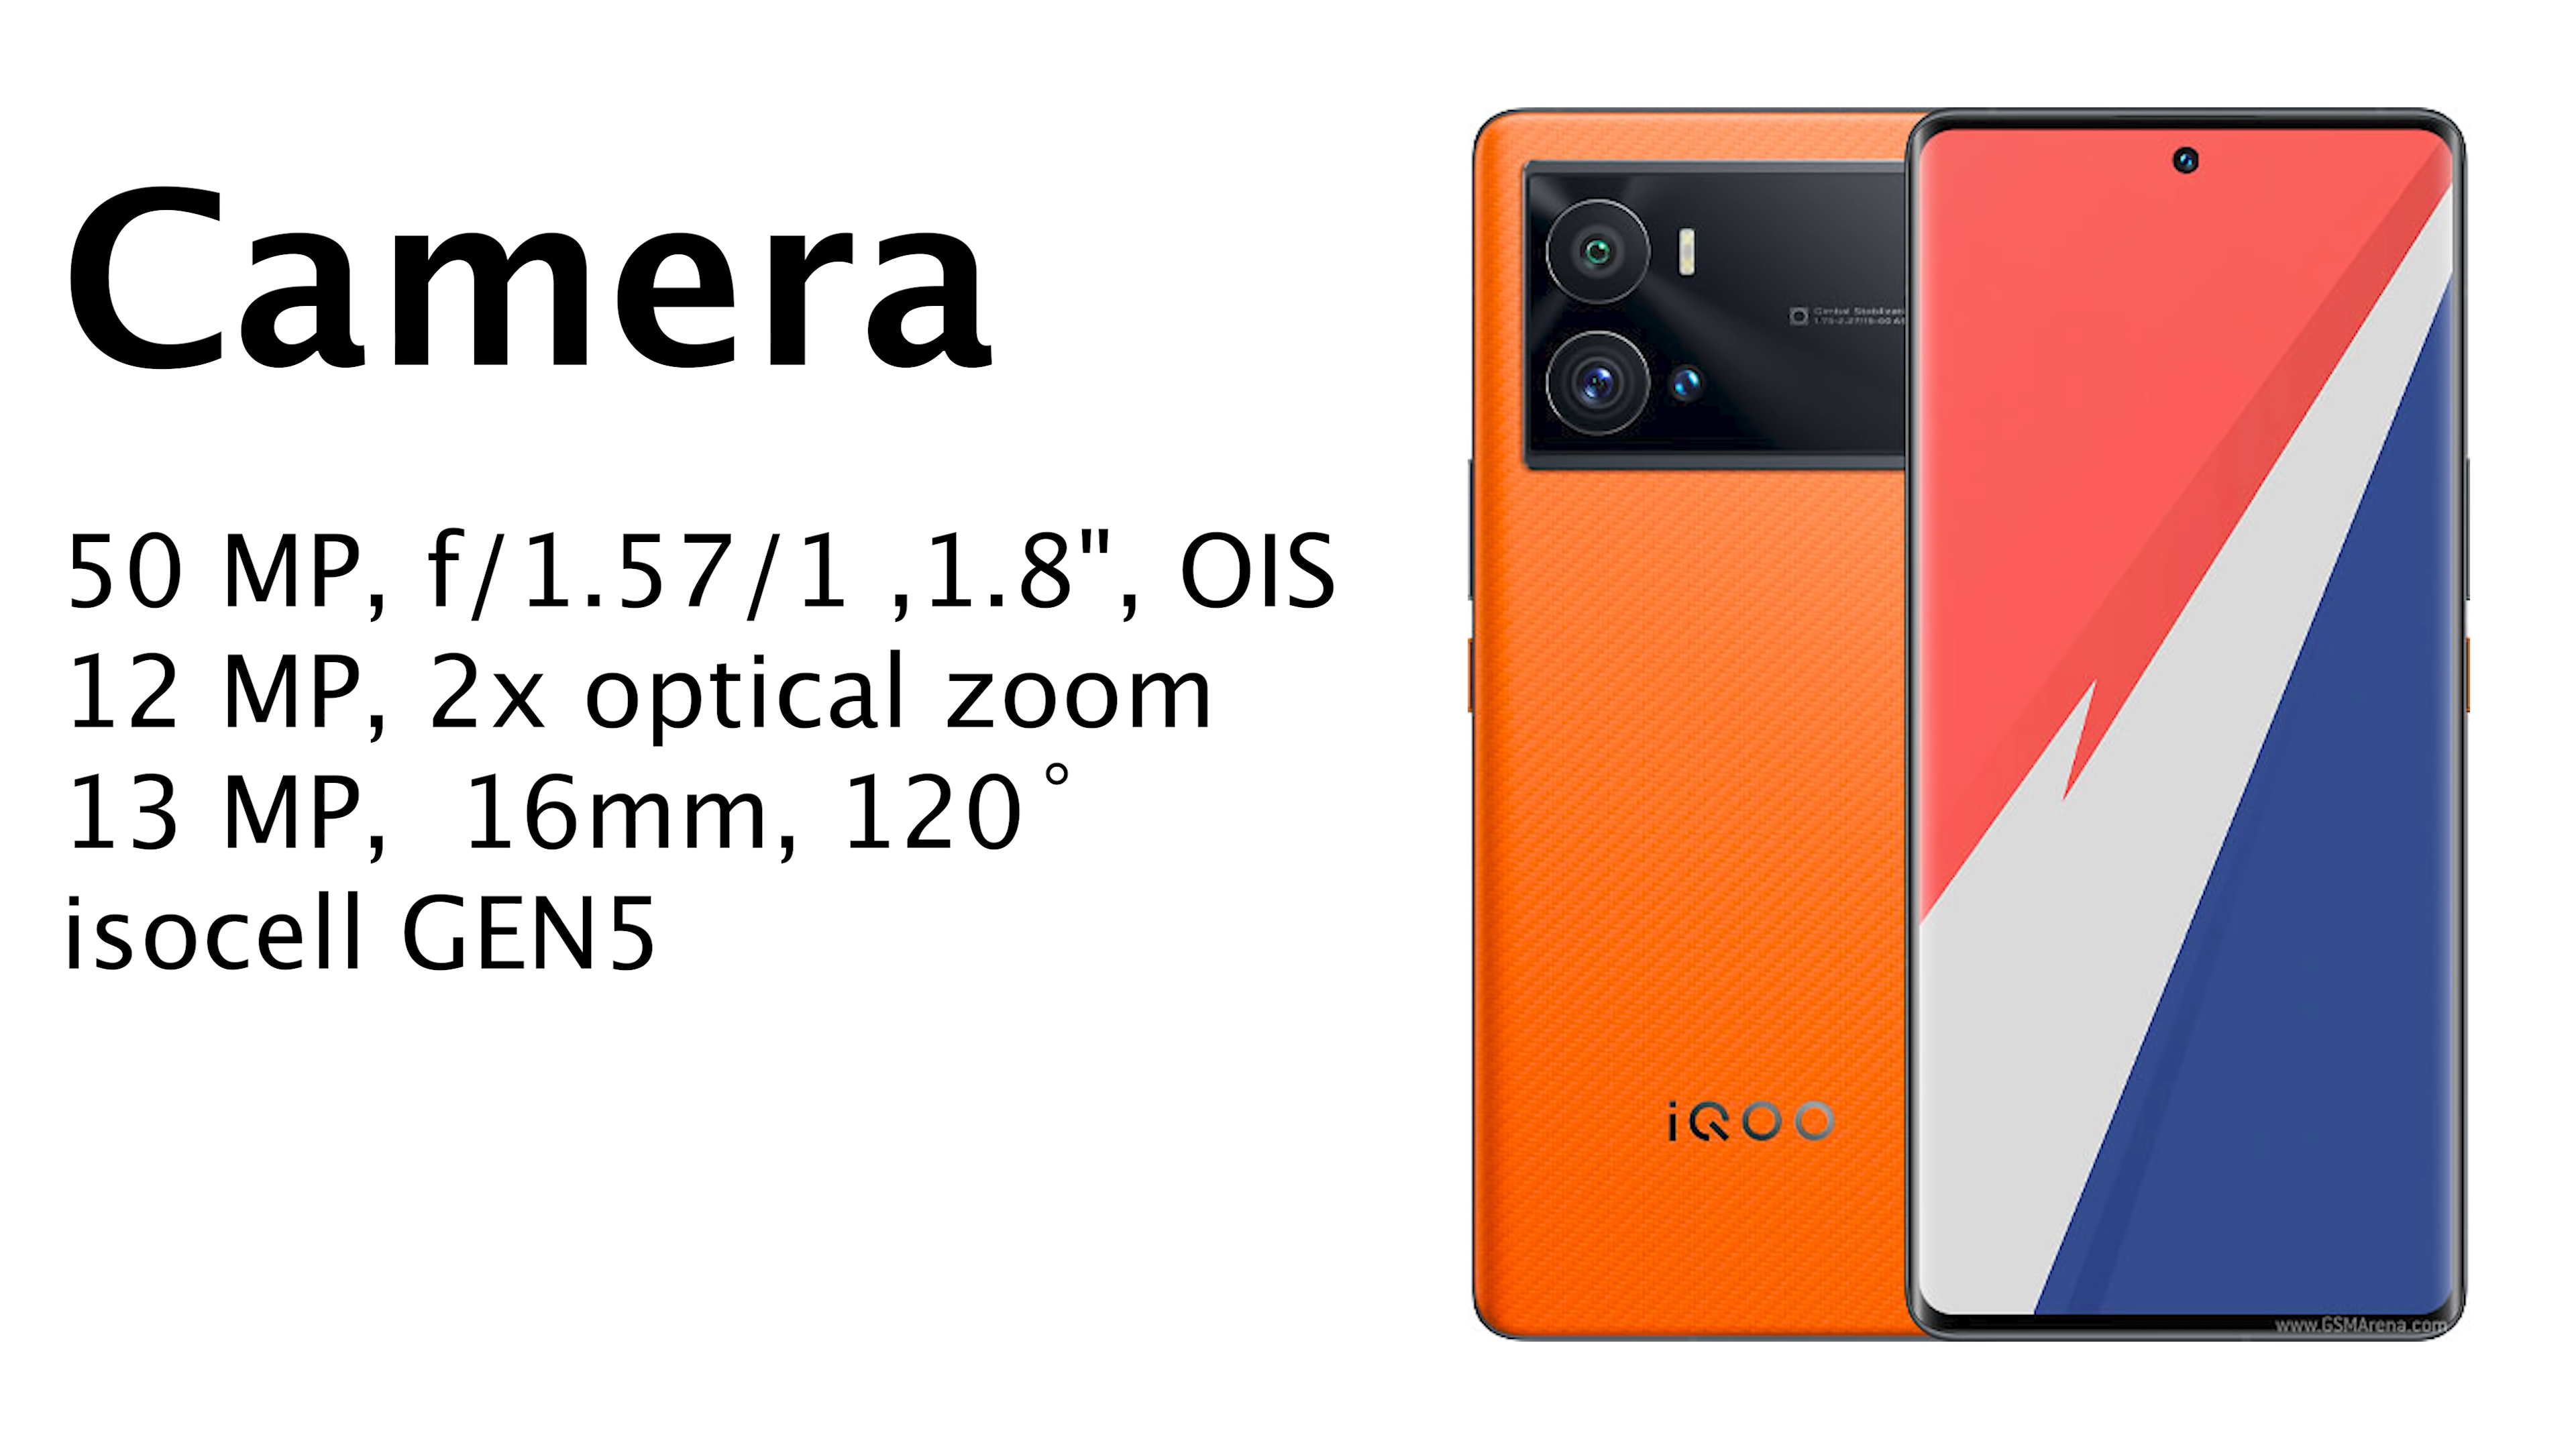 Camera
50 MP, f/1.57/1 ,1.8", OIS
12 MP, 2x optical zoom
13 MP,  16mm, 120°
isocell GEN5
iQOO
www.GSMArena.com